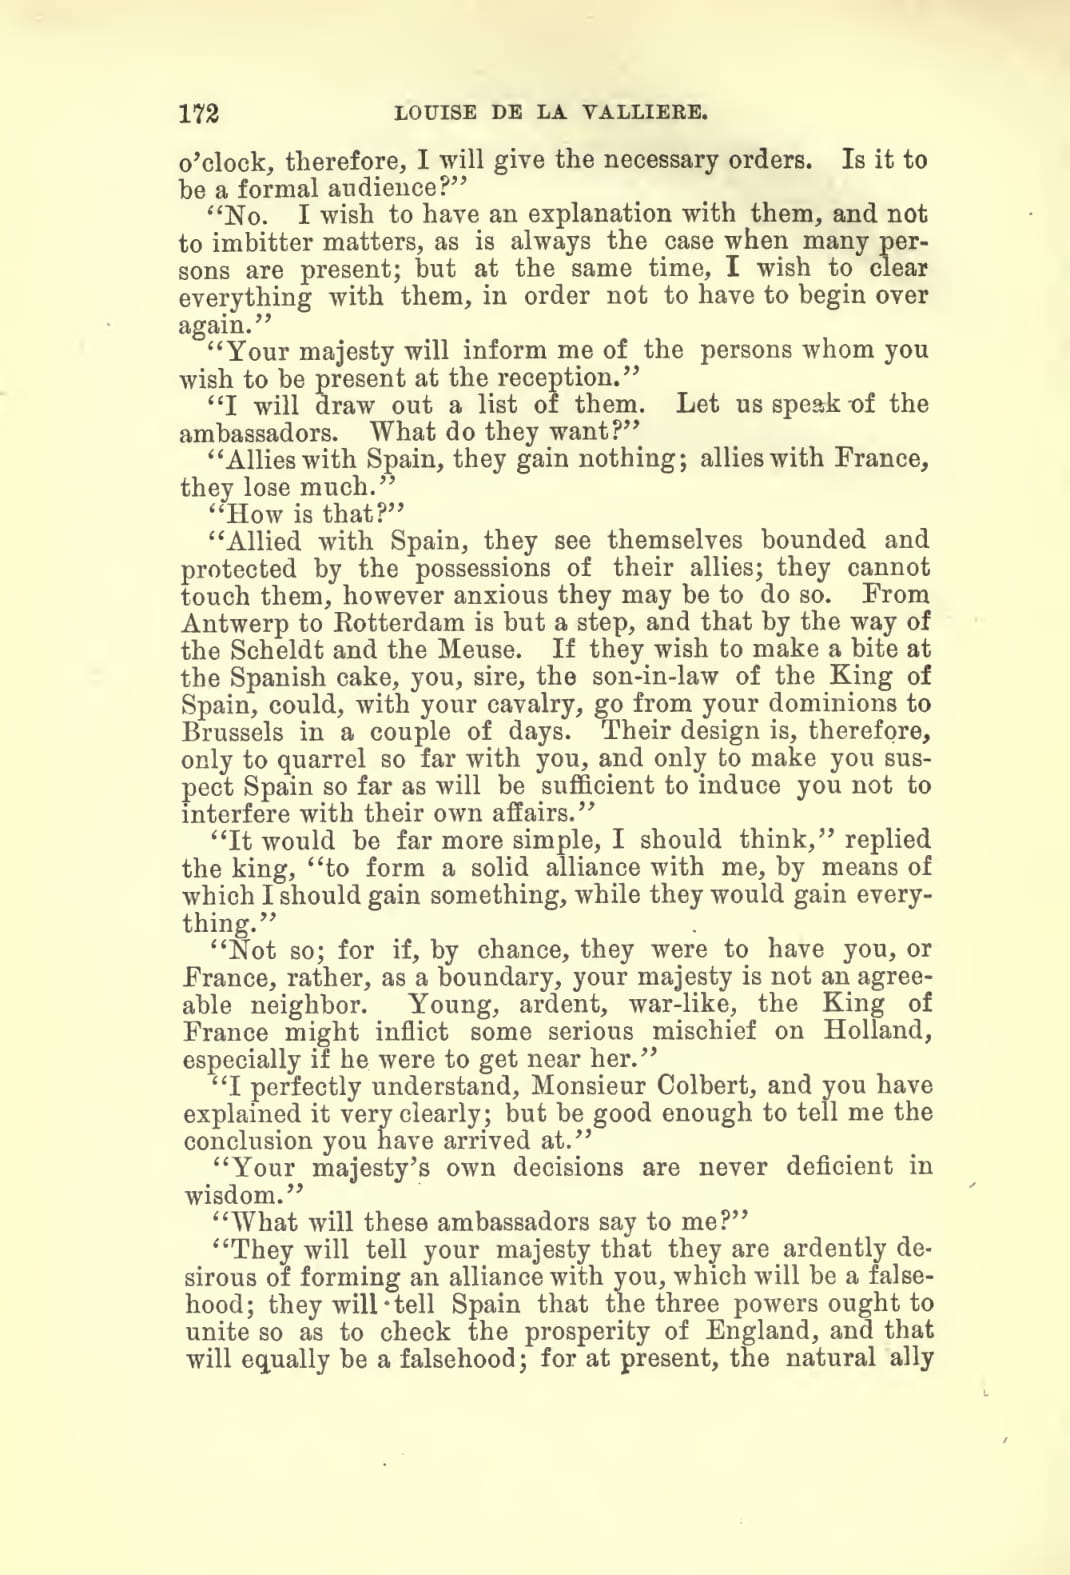 172 LOUISE DE LA VALLIERE.
o'clock, therefore, I will give the necessary orders. Is it to
be a formal audience?"
"No. I wish to have an explanation with them, and not
to imbitter matters, as is always the case when many per-
sons are present; but at the same time, I wish to clear
everything with them, in order not to have to begin over
again."
"Your majesty will inform me of the persons whom you
wish to be present at the reception."
"I will draw out a list of them. Let us speak of the
ambassadors. What do they want?"
"Allies with Spain, they gain nothing; allies with France,
they lose much."
"How is that?"
"Allied with Spain, they see themselves bounded and
protected by the possessions of their allies; they cannot
touch them, however anxious they may be to do so. From
Antwerp to Rotterdam is but a step, and that by the way of
the Scheldt and the Meuse. If they wish to make a bite at
the Spanish cake, you, sire, the son-in-law of the King of
Spain, could, with your cavalry, go from your dominions to
Brussels in a couple of days. Their design is, therefore,
only to quarrel so far with you, and only to make you sus-
pect Spain so far as will be sufficient to induce you not to
interfere with their own affairs."
"It would be far more simple, I should think," replied
the king, "to form a solid alliance with me, by means of
which I should gain something, while they would gain every-
thing."
"Not so; for if, by chance, they were to have you, or
France, rather, as a boundary, your majesty is not an agree-
able neighbor. Young, ardent, war-like, the King of
France might inflict some serious mischief on Holland,
especially if he were to get near her."
"I perfectly understand, Monsieur Colbert, and you have
explained it very clearly; but be good enough to tell me the
conclusion you have arrived at."
"Your majesty's own decisions are never deficient in
wisdom."
"What will these ambassadors say to me?"
"They will tell your majesty that they are ardently de-
sirous of forming an alliance with you, which will be a false-
hood; they will tell Spain that the three powers ought to
unite so as to check the prosperity of England, and that
will equally be a falsehood; for at present, the natural ally